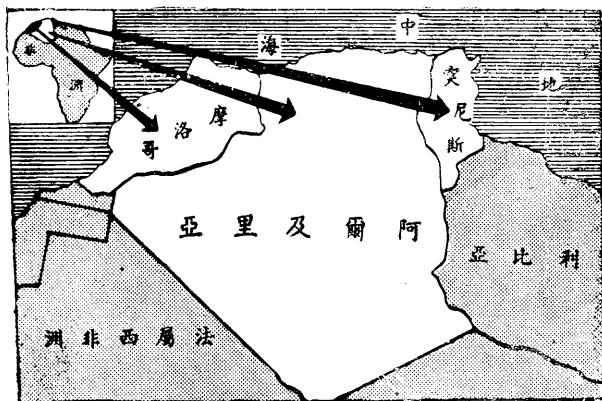 非洲
地中海
突尼斯
摩洛哥
阿爾及里亞
利比亞
法屬西非洲